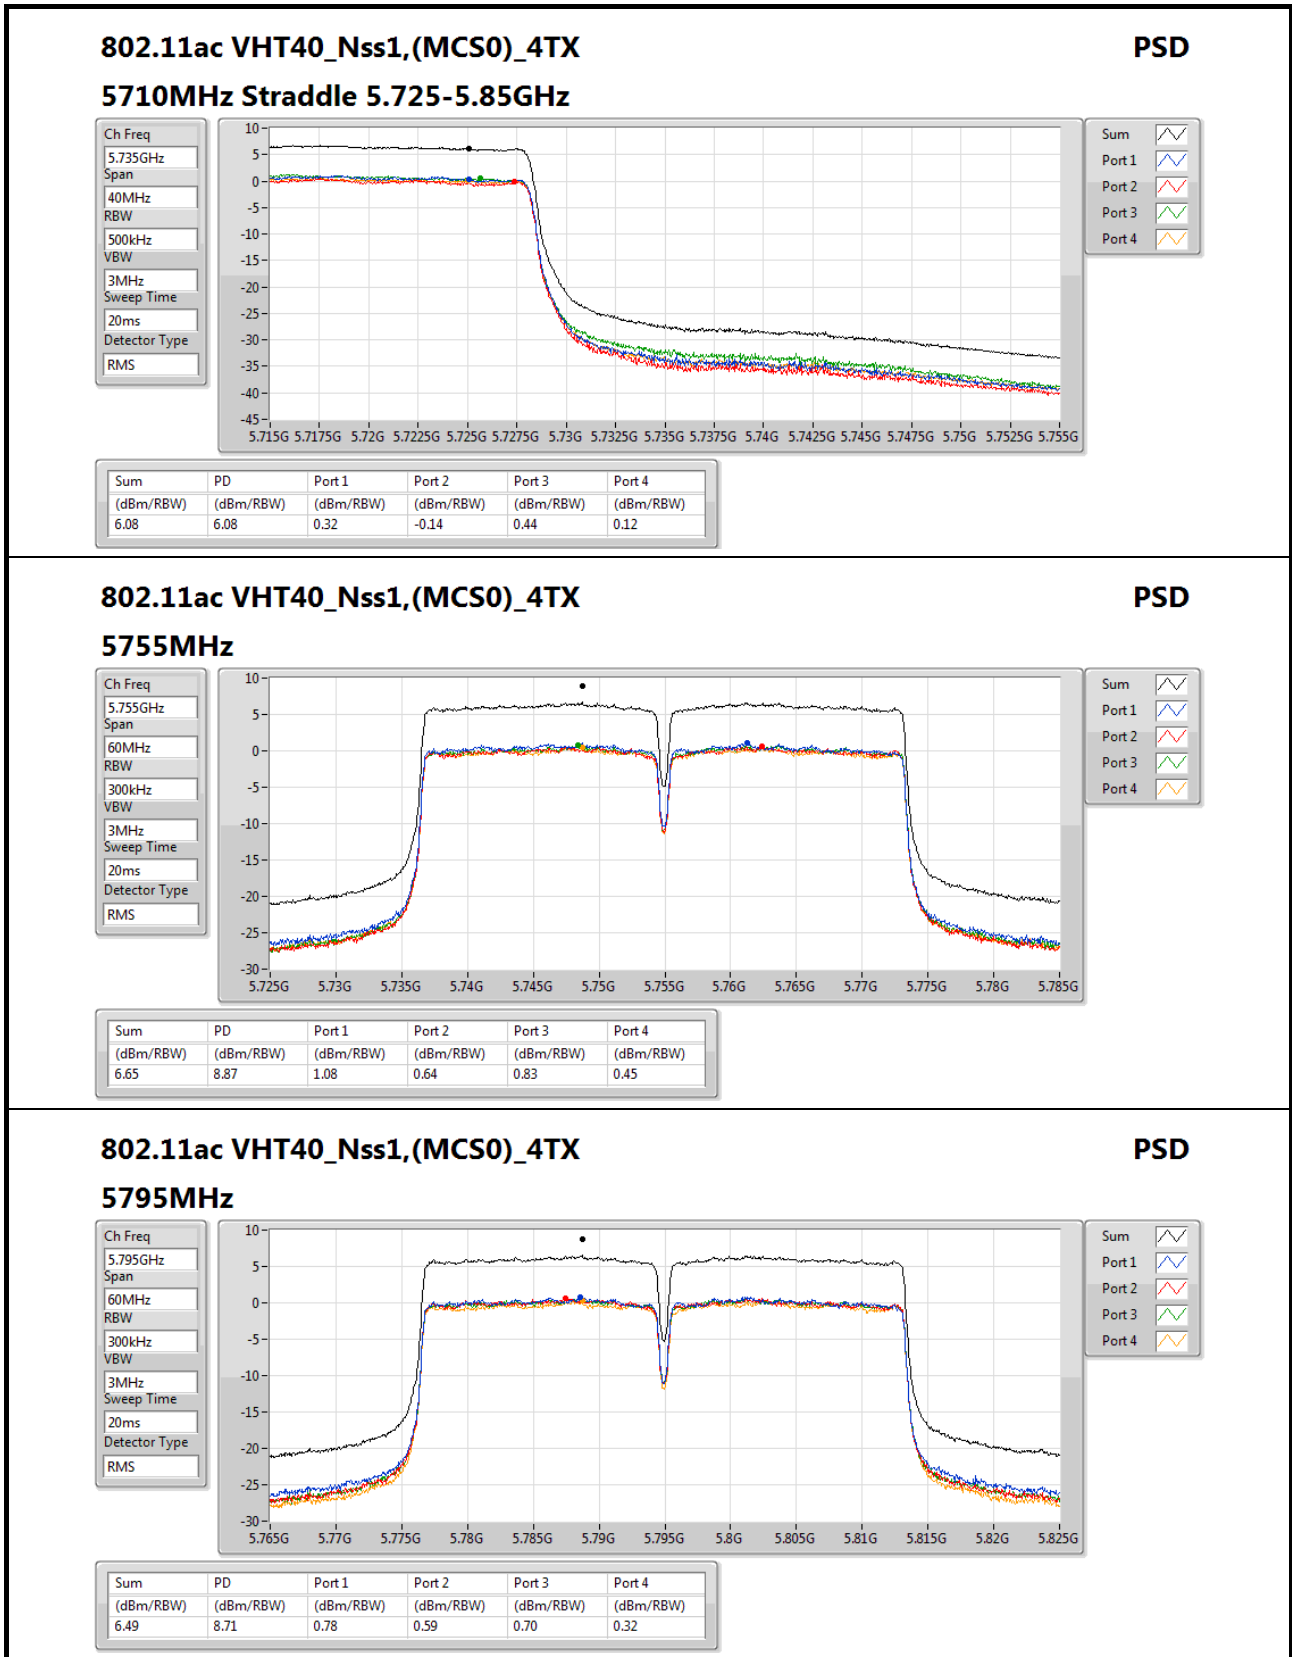 802.11ac VHT40_Nss1,(MCS0)_4TX PSD
5710MHz Straddle 5.725-5.85GHz
Ch Freq
5.735GHz
Span
40MHz
RBW
500kHz
VBW
3MHz
Sweep Time
20ms
Detector Type
RMS
10
5
0
-5
-10
-15
-20
-25
-30
-35
-40
-45
5.715G 5.7175G 5.72G 5.7225G 5.725G 5.7275G 5.73G 5.7325G 5.735G 5.7375G 5.74G 5.7425G 5.745G 5.7475G 5.75G 5.7525G 5.755G
Sum
Port 1
Port 2
Port 3
Port 4
Sum PD Port 1 Port 2 Port 3 Port 4
(dBm/RBW) (dBm/RBW) (dBm/RBW) (dBm/RBW) (dBm/RBW) (dBm/RBW)
6.08 6.08 0.32 -0.14 0.44 0.12
802.11ac VHT40_Nss1,(MCS0)_4TX PSD
5755MHz
Ch Freq
5.755GHz
Span
60MHz
RBW
300kHz
VBW
3MHz
Sweep Time
20ms
Detector Type
RMS
10
5
0
-5
-10
-15
-20
-25
-30
5.725G 5.73G 5.735G 5.74G 5.745G 5.75G 5.755G 5.76G 5.765G 5.77G 5.775G 5.78G 5.785G
Sum
Port 1
Port 2
Port 3
Port 4
Sum PD Port 1 Port 2 Port 3 Port 4
(dBm/RBW) (dBm/RBW) (dBm/RBW) (dBm/RBW) (dBm/RBW) (dBm/RBW)
6.65 8.87 1.08 0.64 0.83 0.45
802.11ac VHT40_Nss1,(MCS0)_4TX PSD
5795MHz
Ch Freq
5.795GHz
Span
60MHz
RBW
300kHz
VBW
3MHz
Sweep Time
20ms
Detector Type
RMS
10
5
0
-5
-10
-15
-20
-25
-30
5.765G 5.77G 5.775G 5.78G 5.785G 5.79G 5.795G 5.8G 5.805G 5.81G 5.815G 5.82G 5.825G
Sum
Port 1
Port 2
Port 3
Port 4
Sum PD Port 1 Port 2 Port 3 Port 4
(dBm/RBW) (dBm/RBW) (dBm/RBW) (dBm/RBW) (dBm/RBW) (dBm/RBW)
6.49 8.71 0.78 0.59 0.70 0.32